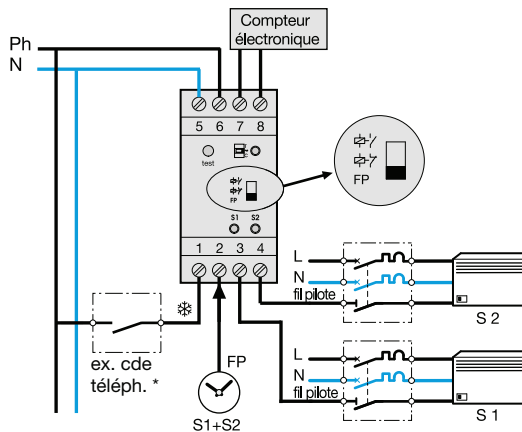 Compteur
électronique
Ph
N
5 6 7 8
test
FP
S1 S2
1 2 3 4
FP
ex. cde
téléph. *
FP
S1+S2
L
N
fil pilote
S 2
L
N
fil pilote
S 1